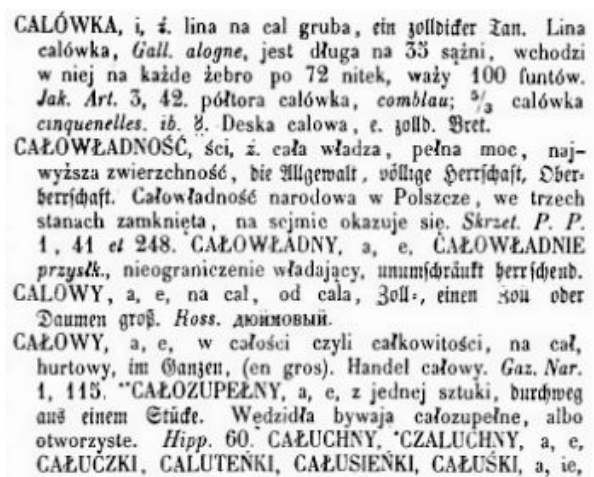 CALÓWKA, i, ż. lina na cal gruba, ein zolldicker Tan. Lina
calówka, Gall. alogne, jest długa na 33 sążni, wchodzi
w niej na każde żebro po 72 nitek, waży 100 funtów.
Jak. Art. 3, 42. półtora calówka, comblau; 5/3 calówka
cinquenelles. ib. Deska calowa, e. zolld. Bret.
CAŁOWŁADNOŚĆ, ści, ż. cała władza, pełna moc, naj-
wyższa zwierzchność, die Allgewalt, völlige Herrschaft, Ober-
herrschaft. Całowładność narodowa w Polszcze, we trzech
stanach zamknięta, na sejmie okazuje się. Skrzet. P. P.
1, 41 et 248. CAŁOWŁADNY, a, e, CAŁOWŁADNIE
przysłk., nieograniczenie władający, unumschränkt herrschend.
CALOWY, a, e, na cal, od cala, Zoll-, einen Zoll oder
Daumen groß. Ross. дюймовый.
CAŁOWY, a, e, w całości czyli całkowitości, na cał,
hurtowy, im Ganzen, (en gros). Handel całowy. Gaz. Nar.
1, 115. *CAŁOZUPEŁNY, a, e, z jednej sztuki, durchweg
aus einem Stücke. Wędzidła bywaja całozupełne, albo
otworzyste. Hipp. 60. CAŁUCHNY, *CZALUCHNY, a, e,
CAŁUCZKI, CALUTEŃKI, CAŁUSIEŃKI, CAŁUŚKI, a, ie,